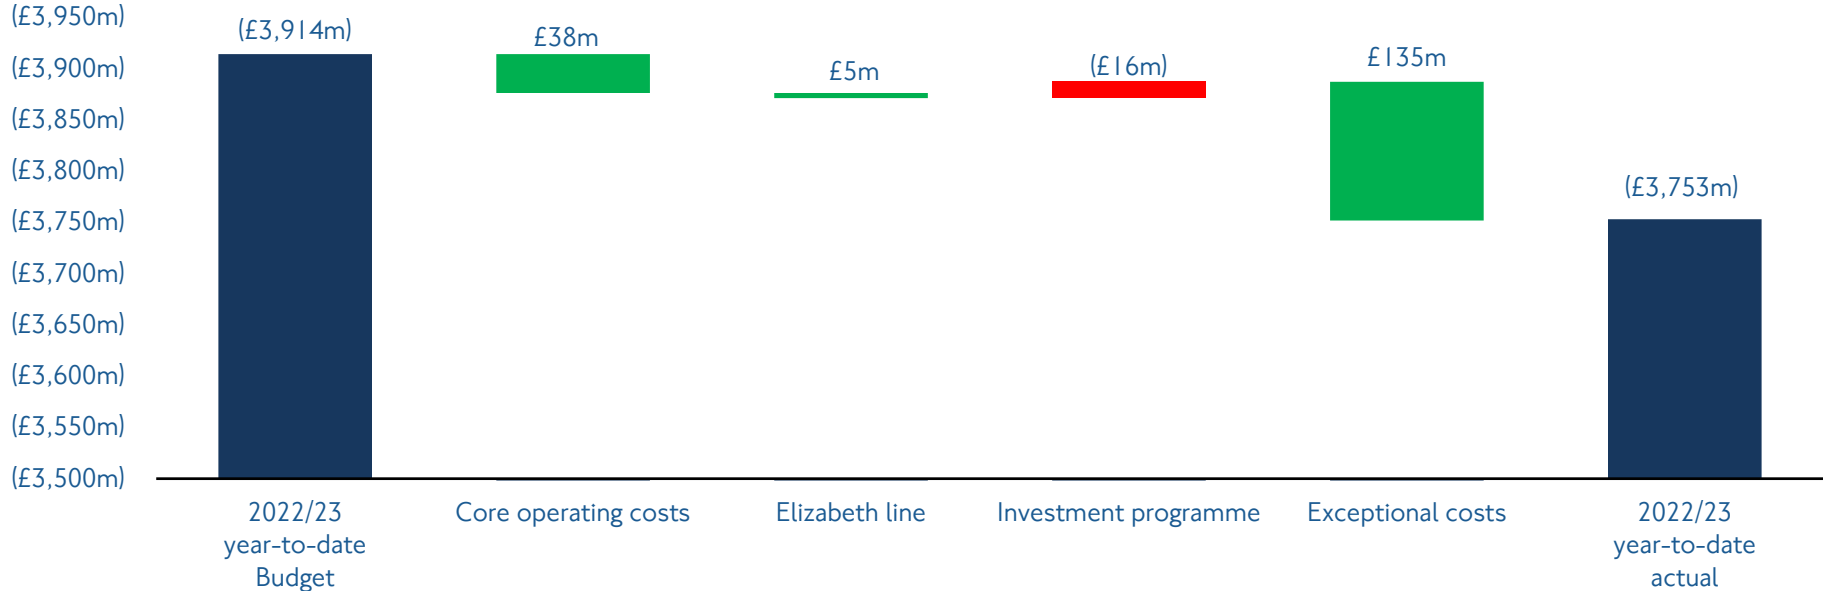 (£3,950m)
(£3,900m)
(£3,850m)
(£3,800m)
(£3,750m)
(£3,700m)
(£3,650m)
(£3,600m)
(£3,550m)
(£3,500m)
(£3,914m)
£38m
£5m
(£16m)
£135m
(£3,753m)
2022/23
year-to-date
Budget
Core operating costs
Elizabeth line
Investment programme
Exceptional costs
2022/23
year-to-date
actual